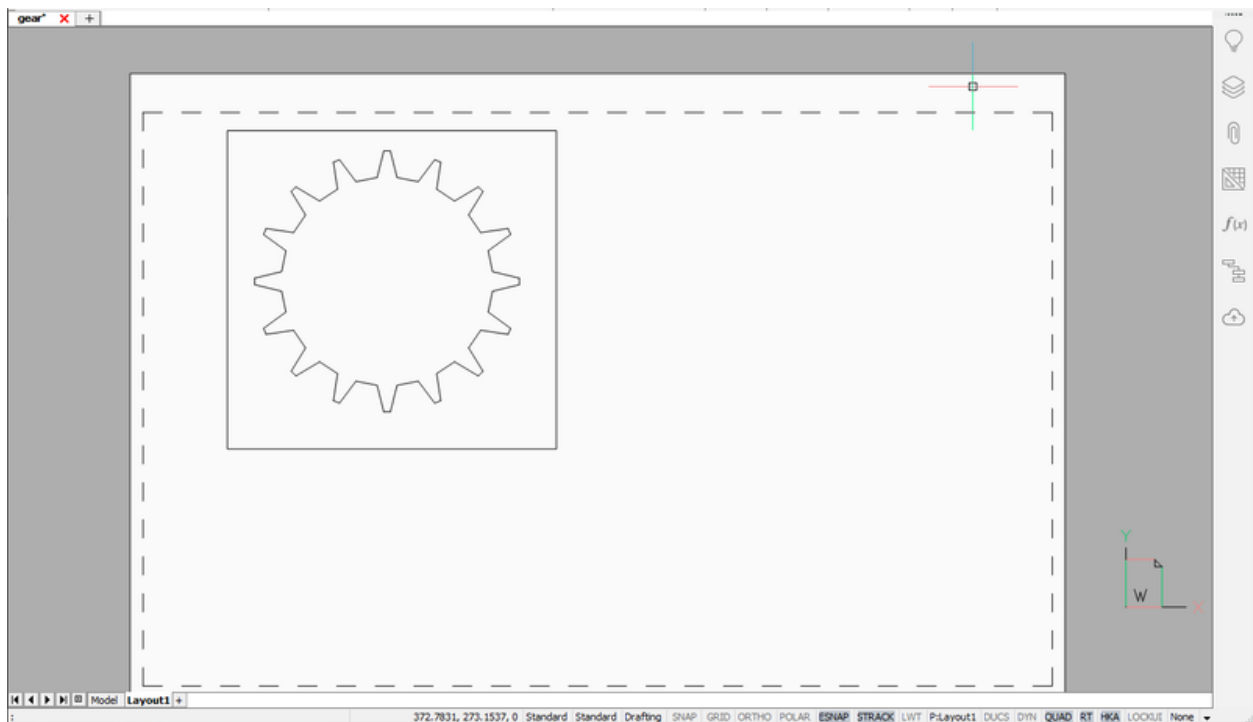 gear*
f(x)
Y
W
X
Model Layout1 +
: 372.7831, 273.1537, 0 Standard Standard Drafting SNAP GRID ORTHO POLAR ESNAP STRACK LWT P:Layout1 DUCS DYN QUAD RT HKA LOCKUI None